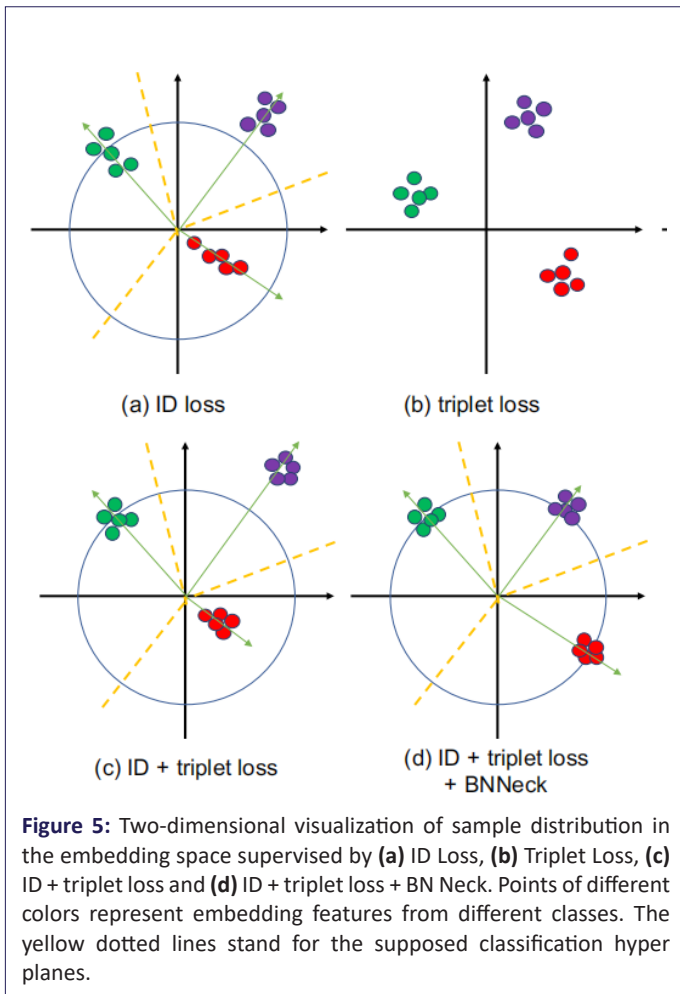 (a) ID loss
(b) triplet loss
(c) ID + triplet loss
(d) ID + triplet loss
+ BNNeck
Figure 5: Two-dimensional visualization of sample distribution in
the embedding space supervised by (a) ID Loss, (b) Triplet Loss, (c)
ID + triplet loss and (d) ID + triplet loss + BN Neck. Points of different
colors represent embedding features from different classes. The
yellow dotted lines stand for the supposed classification hyper
planes.